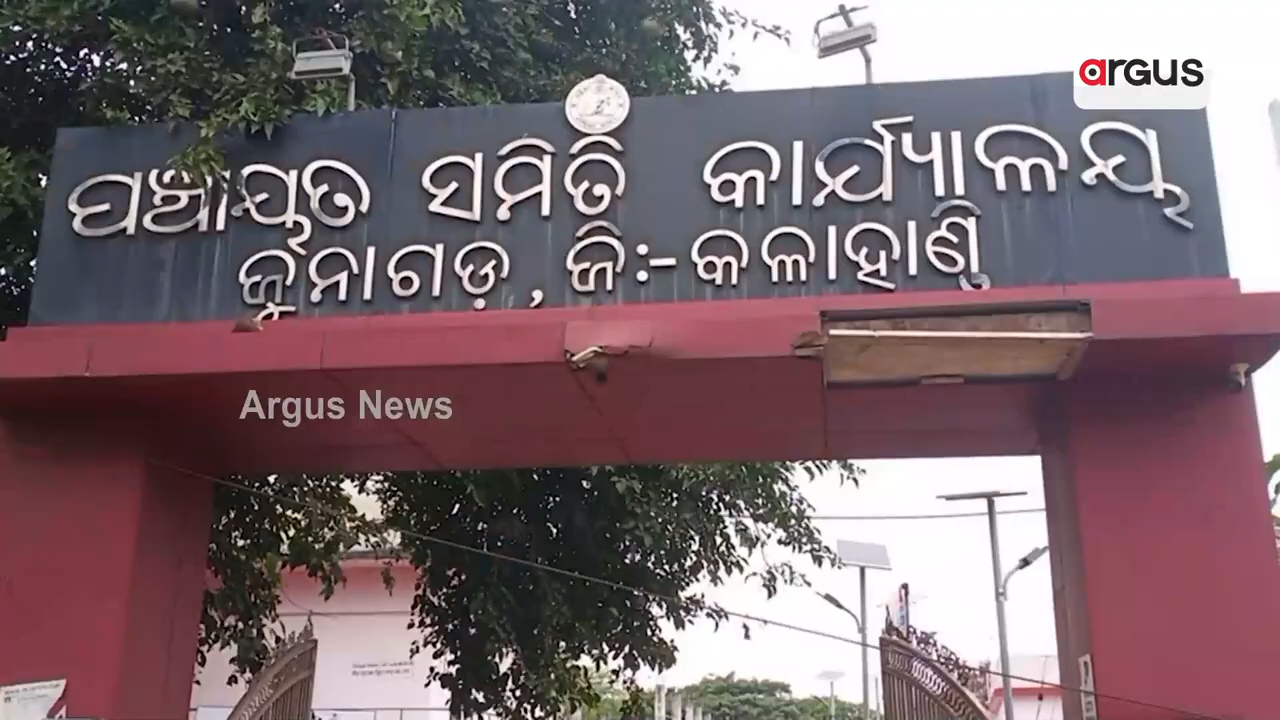 argus
ପଞ୍ଚାୟତ ସମିତି କାର୍ଯ୍ୟାଳୟ
ଜୁନାଗଡ଼, ଜି:-କଳାହାଣ୍ଡି
Argus News